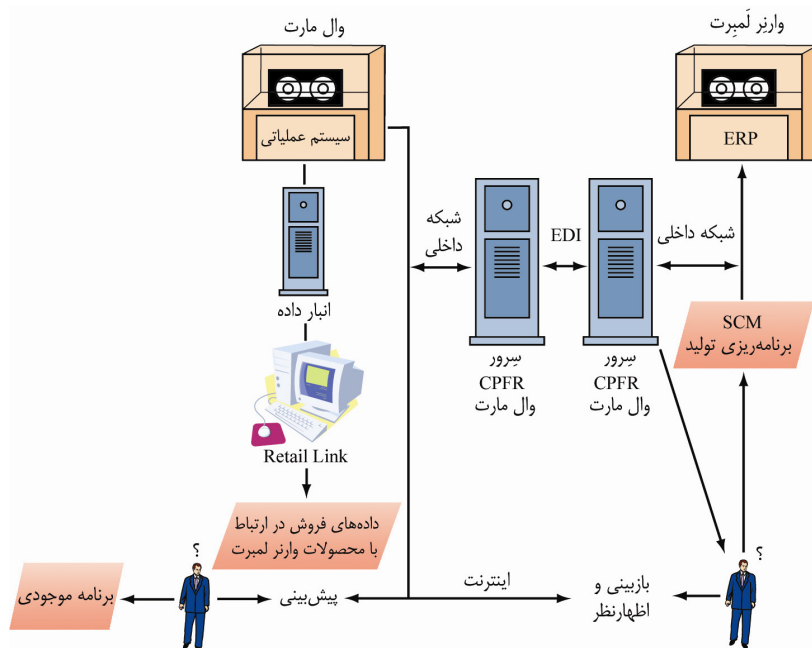 وال مارت
وارنِر لَمبِرت
سیستم عملیاتی
ERP
شبکه
داخلی
EDI
شبکه داخلی
انبار داده
SCM
برنامه‌ریزی تولید
سِرور
CPFR
وال مارت
سِرور
CPFR
وال مارت
Retail Link
داده‌های فروش در ارتباط
با محصولات وارنر لمبرت
؟
؟
برنامه موجودی
پیش‌بینی
اینترنت
بازبینی و
اظهارنظر